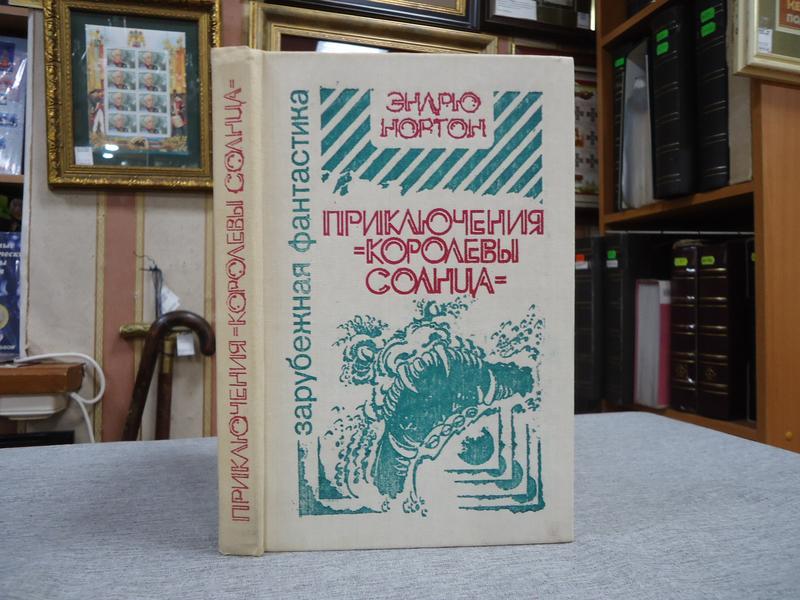 ПРИКЛЮЧЕНИЯ =КОРОЛЕВЫ СОЛНЦА=
зарубежная фантастика
ЭНДРЮ
НОРТОН
ПРИКЛЮЧЕНИЯ
=КОРОЛЕВЫ
СОЛНЦА=